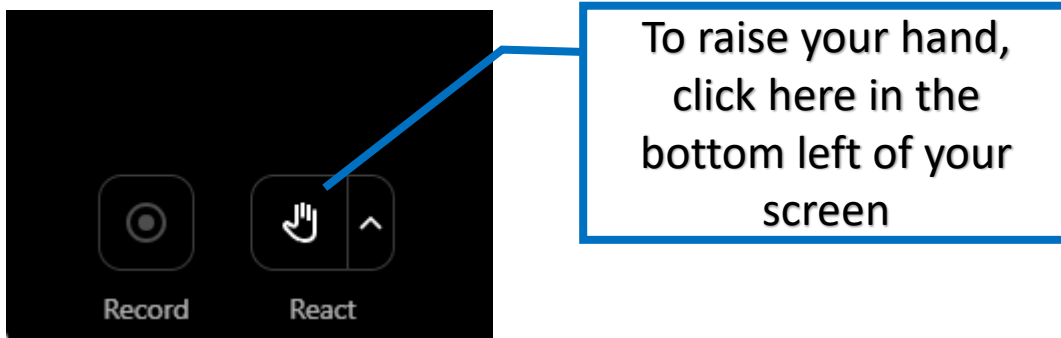 To raise your hand,
click here in the
bottom left of your
screen
Record
React